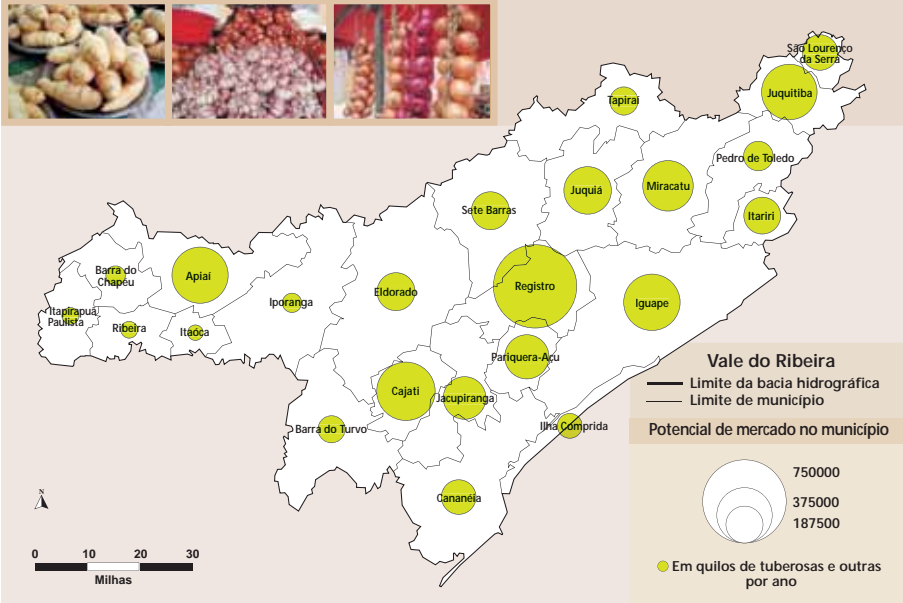 São Lourenço
da Serra
Juquitiba
Tapiraí
Pedro de Toledo
Juquiá
Miracatu
Sete Barras
Itariri
Barra do
Chapéu
Apiaí
Registro
Eldorado
Iporanga
Iguape
Itapirapuã
Paulista
Ribeira
Itaóca
Pariquera-Açu
Cajati
Jacupiranga
Barra do Turvo
Ilha Comprida
Cananéia
Vale do Ribeira
Limite da bacia hidrográfica
Limite de município
Potencial de mercado no município
750000
375000
187500
Em quilos de tuberosas e outras
por ano
N
0 10 20 30
Milhas